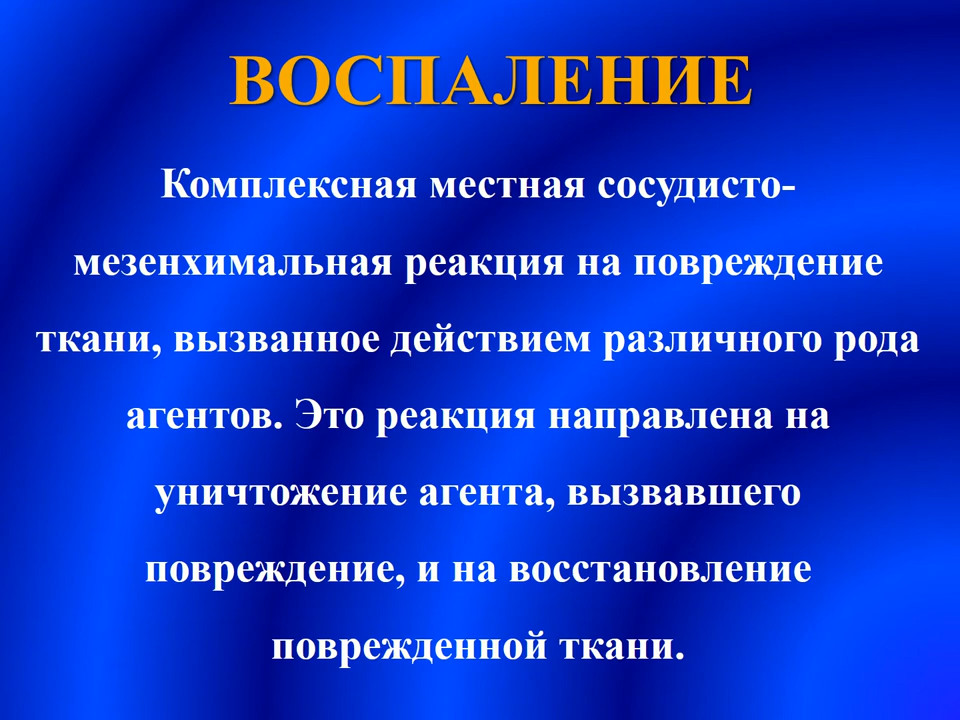 ВОСПАЛЕНИЕ
Комплексная местная сосудисто-
мезенхимальная реакция на повреждение
ткани, вызванное действием различного рода
агентов. Это реакция направлена на
уничтожение агента, вызвавшего
повреждение, и на восстановление
поврежденной ткани.